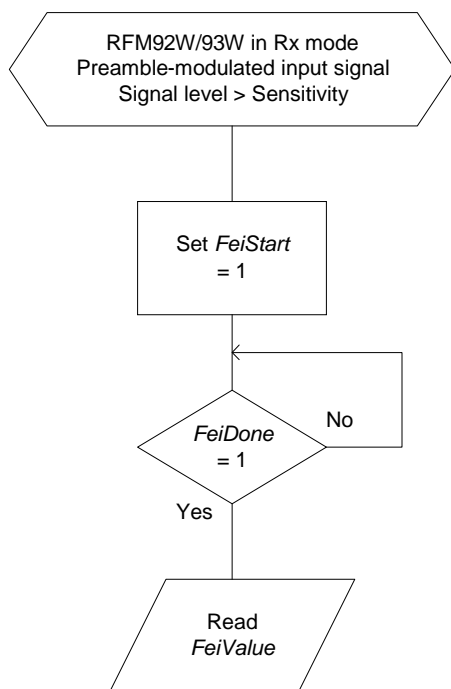 RFM92W/93W in Rx mode
Preamble-modulated input signal
Signal level > Sensitivity
Set FeiStart
= 1
FeiDone
= 1
No
Yes
Read
FeiValue